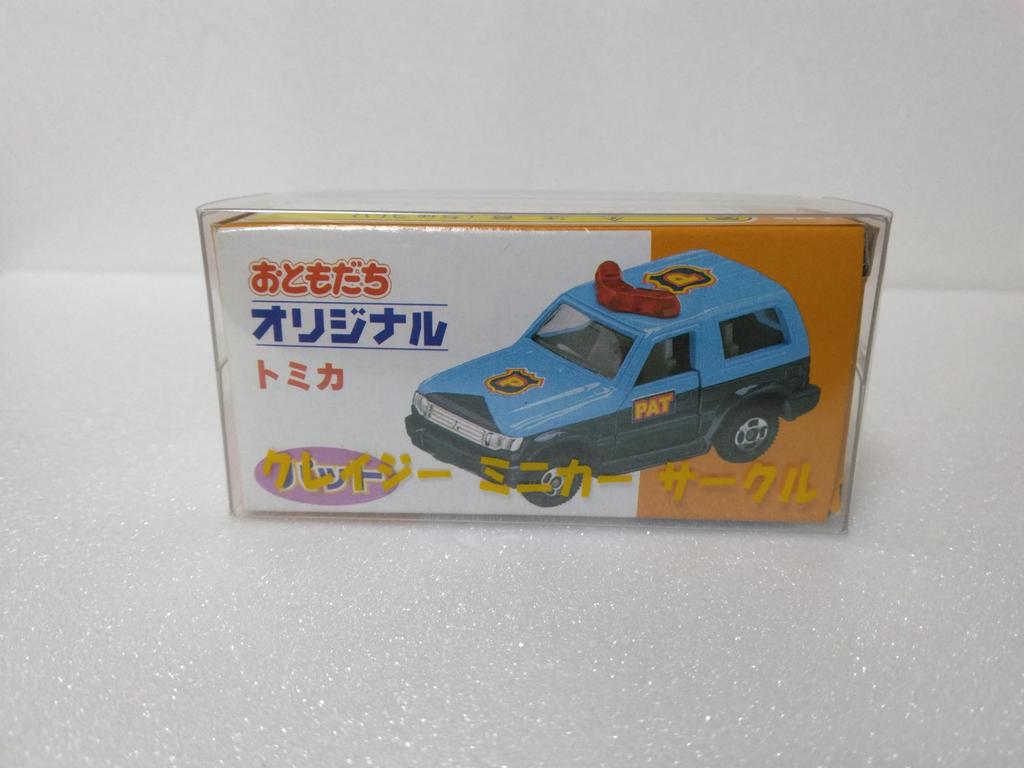 おともだち
オリジナル
トミカ
P
P
PAT
クレイジー ミニカー サークル